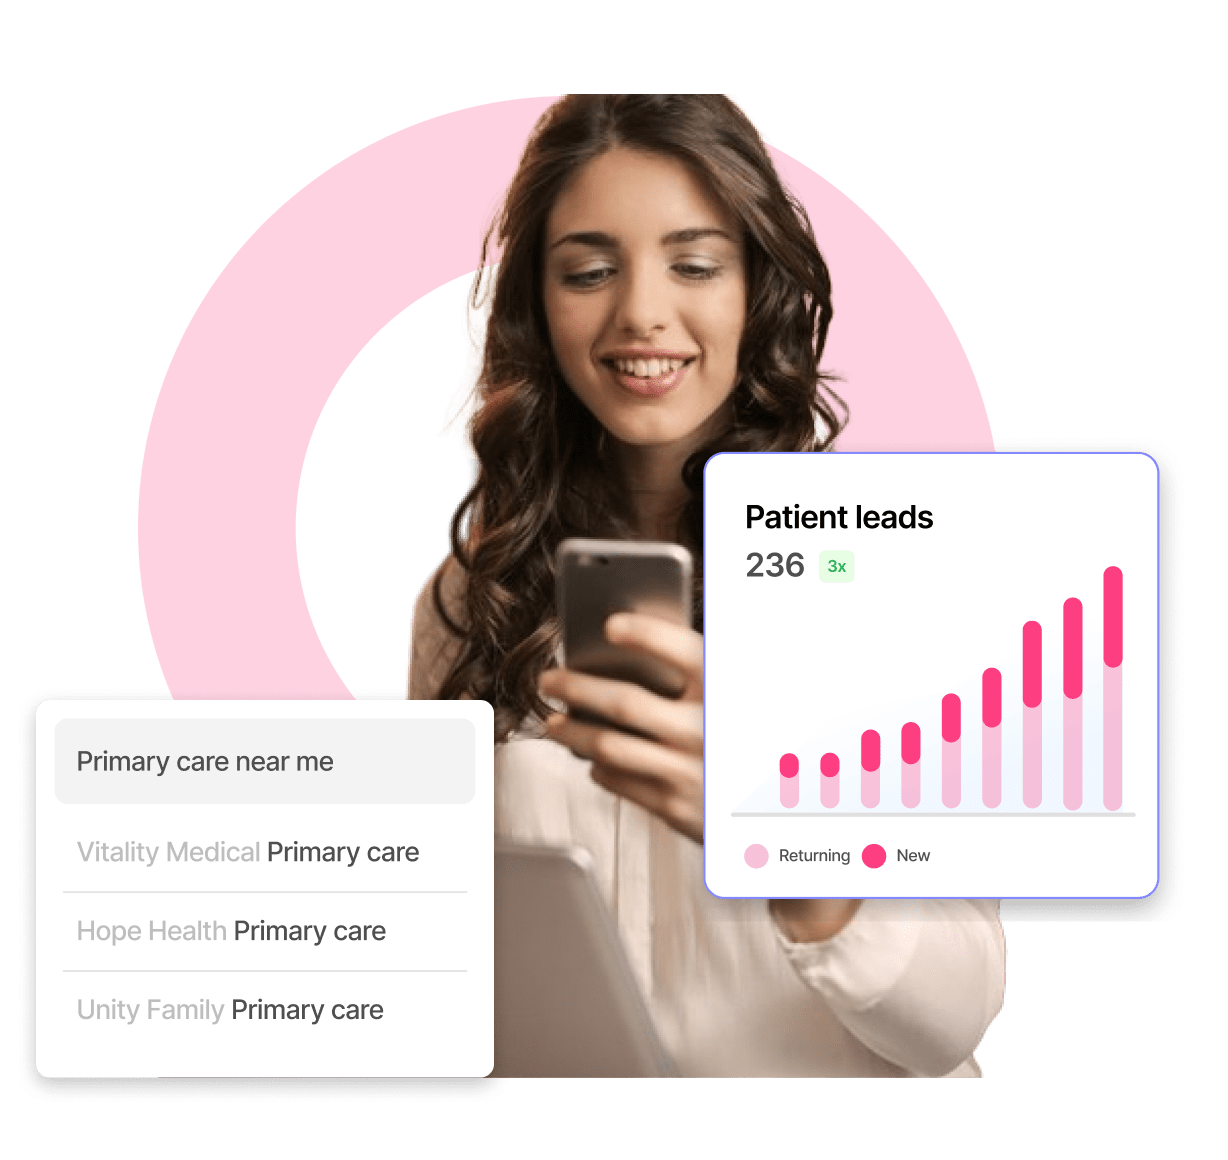 Patient leads
236 3x
Returning New
Primary care near me
Vitality Medical Primary care
Hope Health Primary care
Unity Family Primary care